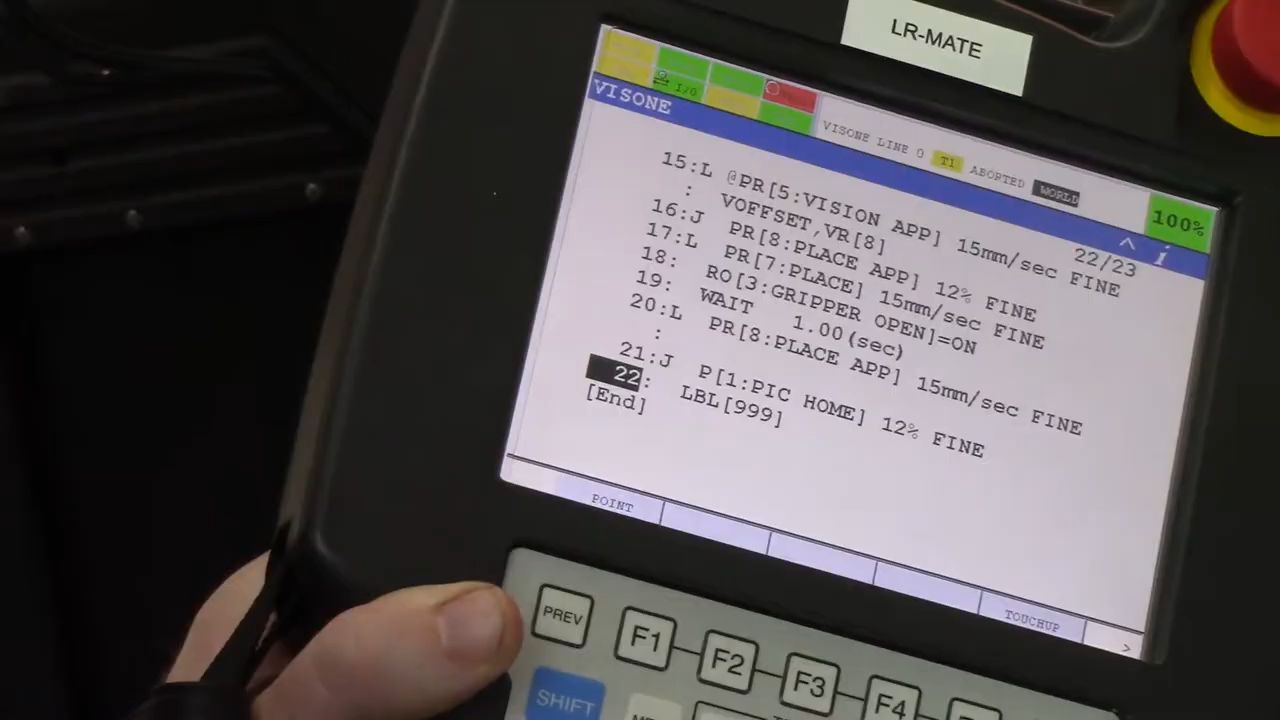 LR-MATE
I/O
VISONE
VISONE LINE 0 T1 ABORTED WORLD
100%
22/23
15:L @PR[5:VISION APP] 15mm/sec FINE
: VOFFSET,VR[8]
16:J PR[8:PLACE APP] 12% FINE
17:L PR[7:PLACE] 15mm/sec FINE
18: RO[3:GRIPPER OPEN]=ON
19: WAIT 1.00(sec)
20:L PR[8:PLACE APP] 15mm/sec FINE
:
21:J P[1:PIC HOME] 12% FINE
22: LBL[999]
[End]
POINT TOUCHUP >
PREV F1 F2 F3 F4
SHIFT